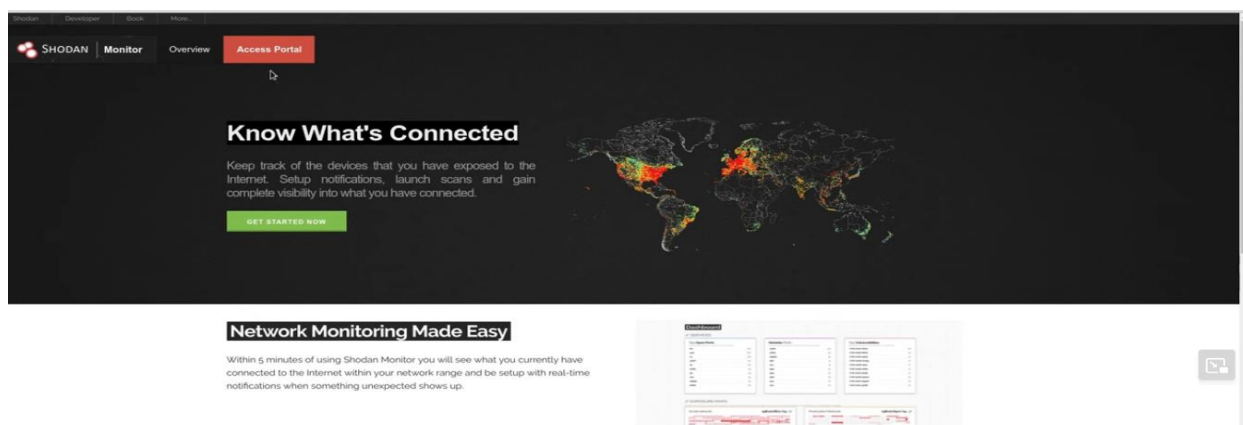 Shodan Developer Book More...
SHODAN Monitor Overview Access Portal
Know What's Connected
Keep track of the devices that you have exposed to the
Internet. Setup notifications, launch scans and gain
complete visibility into what you have connected.
GET STARTED NOW
Network Monitoring Made Easy
Within 5 minutes of using Shodan Monitor you will see what you currently have
connected to the Internet within your network range and be setup with real-time
notifications when something unexpected shows up.
Dashboard